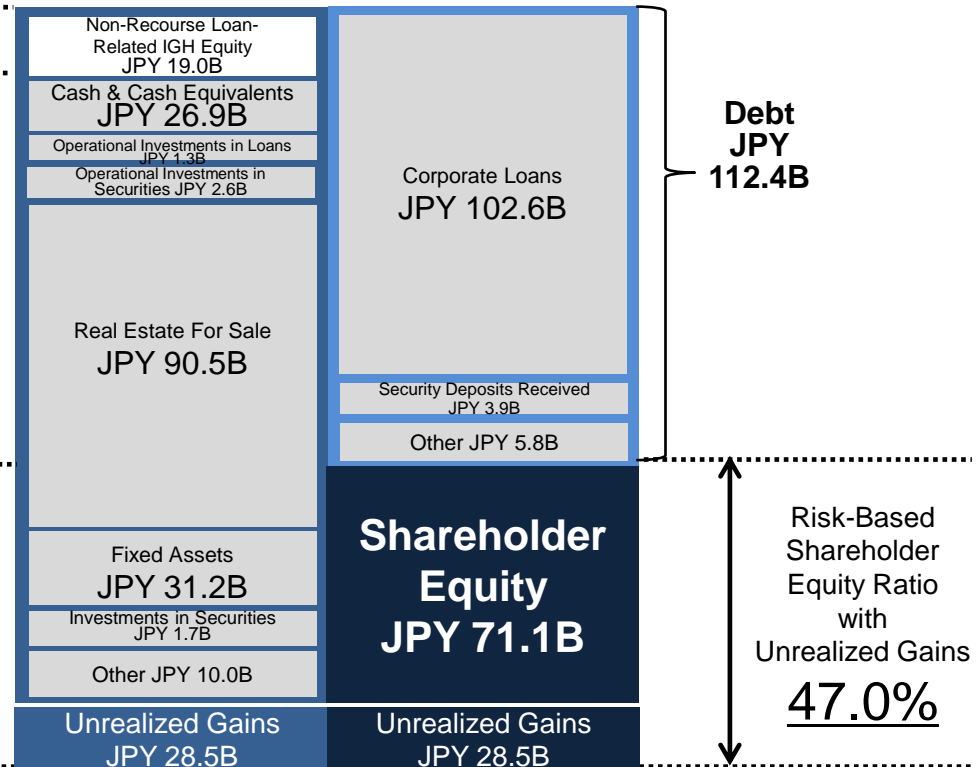 Non-Recourse Loan-
Related IGH Equity
JPY 19.0B
Cash & Cash Equivalents
JPY 26.9B
Operational Investments in Loans
JPY 1.3B
Operational Investments in
Securities JPY 2.6B
Real Estate For Sale
JPY 90.5B
Fixed Assets
JPY 31.2B
Investments in Securities
JPY 1.7B
Other JPY 10.0B
Unrealized Gains
JPY 28.5B
Corporate Loans
JPY 102.6B
Security Deposits Received
JPY 3.9B
Other JPY 5.8B
Shareholder
Equity
JPY 71.1B
Unrealized Gains
JPY 28.5B
Debt
JPY
112.4B
Risk-Based
Shareholder
Equity Ratio
with
Unrealized Gains
47.0%